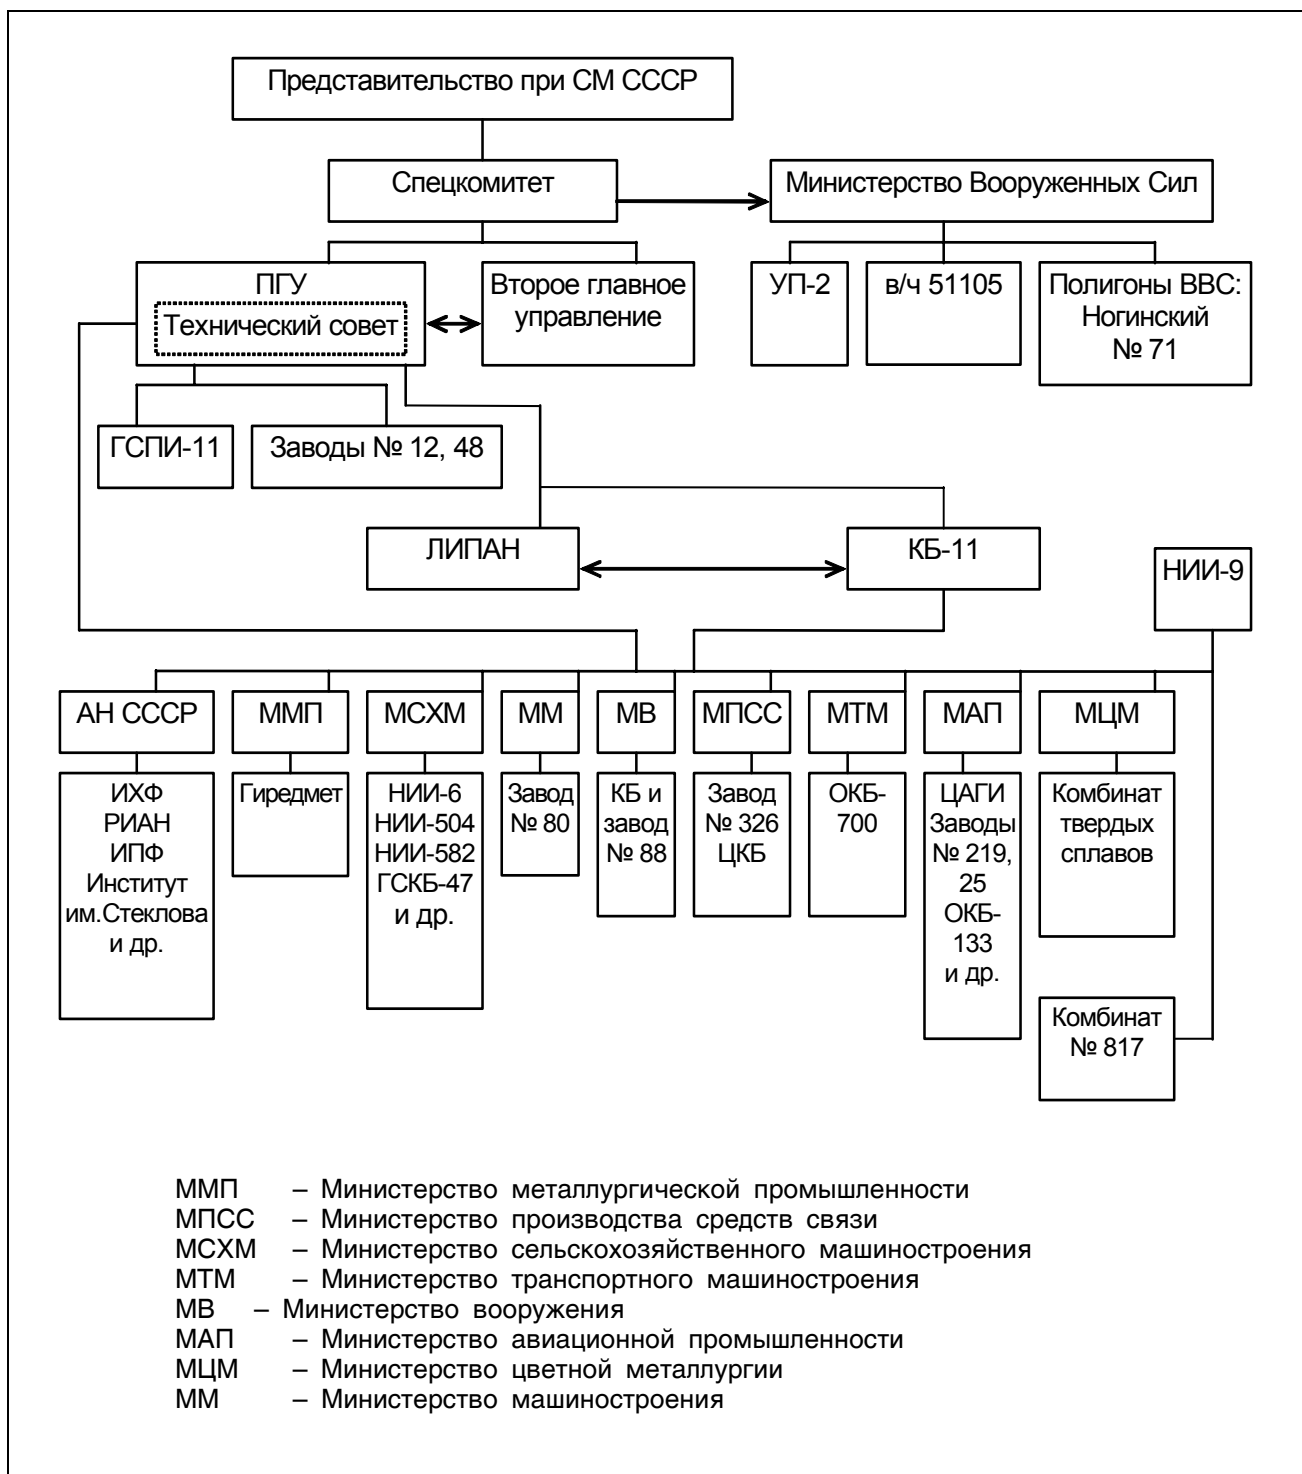 Представительство при СМ СССР
Спецкомитет
Министерство Вооруженных Сил
ПГУ
Технический совет
Второе главное
управление
УП-2
в/ч 51105
Полигоны ВВС:
Ногинский
№ 71
ГСПИ-11
Заводы № 12, 48
ЛИПАН
КБ-11
НИИ-9
АН СССР
ММП
МСХМ
ММ
МВ
МПСС
МТМ
МАП
МЦМ
ИХФ
РИАН
ИПФ
Институт
им.Стеклова
и др.
Гиредмет
НИИ-6
НИИ-504
НИИ-582
ГСКБ-47
и др.
Завод
№ 80
КБ и
завод
№ 88
Завод
№ 326
ЦКБ
ОКБ-
700
ЦАГИ
Заводы
№ 219,
25
ОКБ-
133
и др.
Комбинат
твердых
сплавов
Комбинат
№ 817
ММП – Министерство металлургической промышленности
МПСС – Министерство производства средств связи
МСХМ – Министерство сельскохозяйственного машиностроения
МТМ – Министерство транспортного машиностроения
МВ – Министерство вооружения
МАП – Министерство авиационной промышленности
МЦМ – Министерство цветной металлургии
ММ – Министерство машиностроения